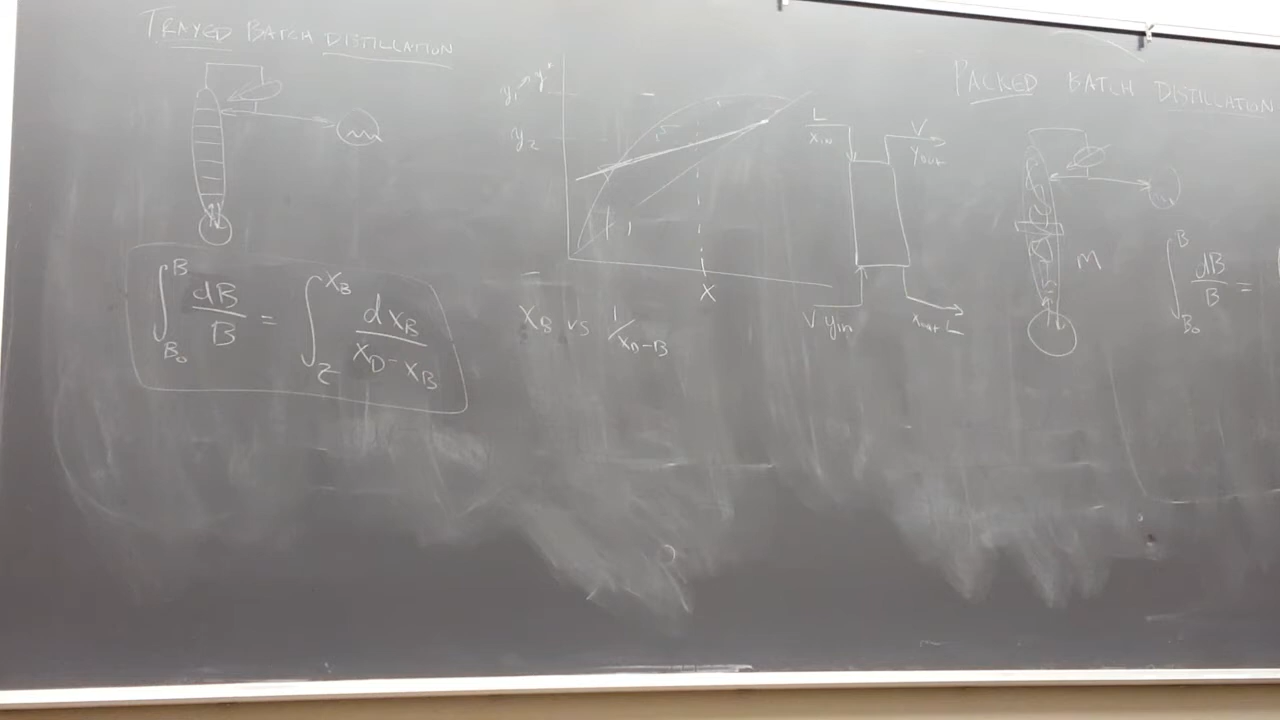 TRAYED BATCH DISTILLATION
∫_{B₀}^{B} dB/B = ∫_{z}^{x_B} dx_B/(x_D - x_B)
y₁ y*
y₂
X
x_B vs 1/x_D-B
L
x_in
V
y_out
V y_in
x_out L
PACKED BATCH DISTILLATION
M
∫_{B₀}^{B} dB/B =